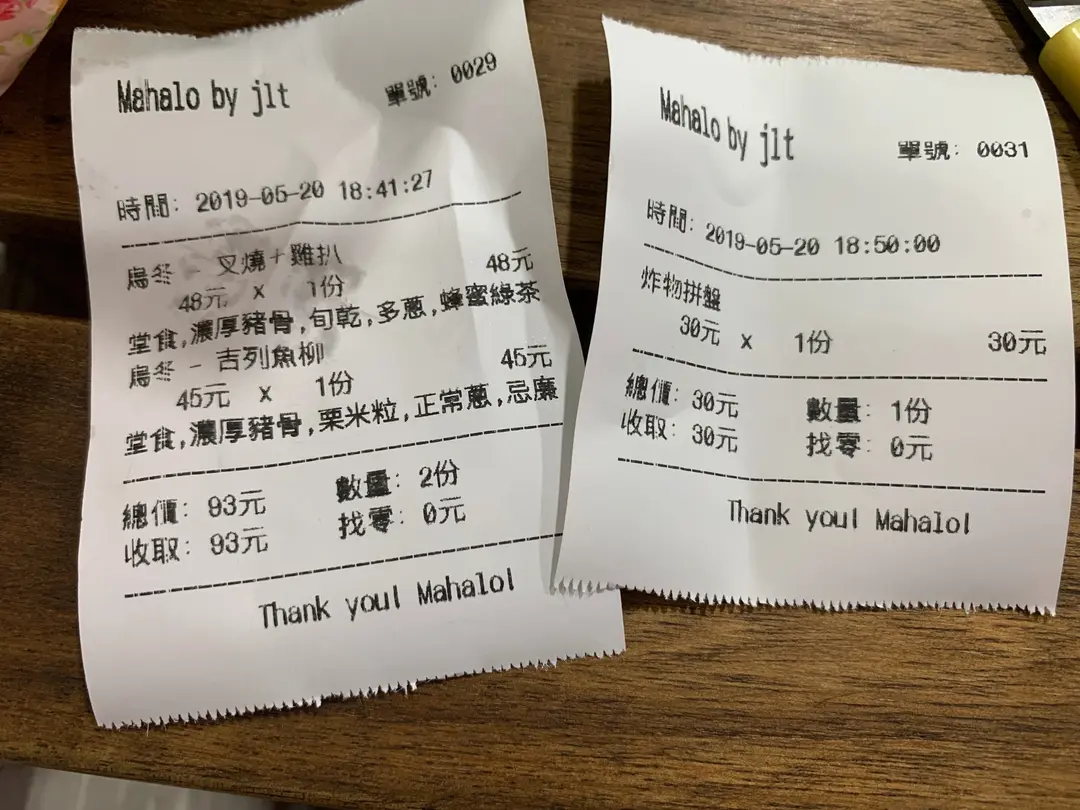 Mahalo by jlt
單號: 0029
時間: 2019-05-20 18:41:27
烏冬 - 叉燒+雞扒 48元
48元 x 1份
堂食,濃厚豬骨,旬乾,多蔥,蜂蜜綠茶
烏冬 - 吉列魚柳 45元
45元 x 1份
堂食,濃厚豬骨,栗米粒,正常蔥,忌廉
總價: 93元 數量: 2份
收取: 93元 找零: 0元
Thank you! Mahalo!
Mahalo by jlt
單號: 0031
時間: 2019-05-20 18:50:00
炸物拼盤
30元 x 1份 30元
總價: 30元 數量: 1份
收取: 30元 找零: 0元
Thank you! Mahalo!